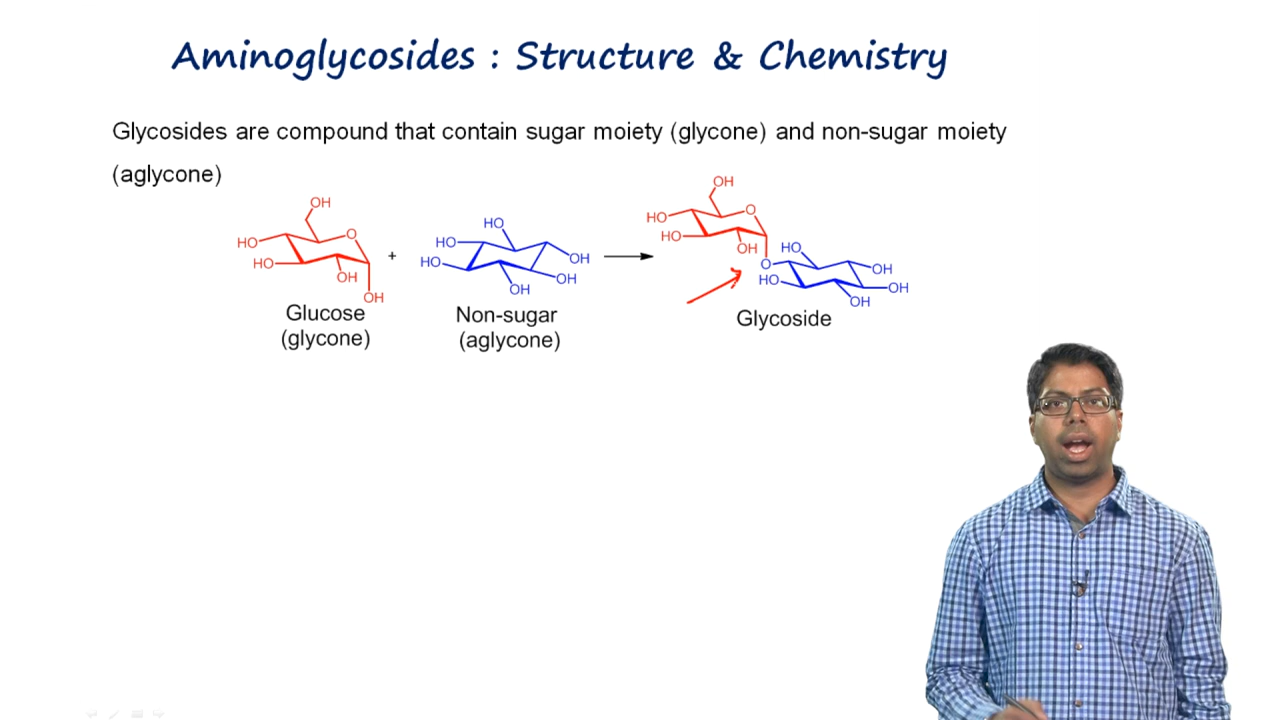 Aminoglycosides : Structure & Chemistry
Glycosides are compound that contain sugar moiety (glycone) and non-sugar moiety
(aglycone)
OH
HO
O
HO
OH
OH
Glucose
(glycone)
+
HO
HO
HO
OH
OH
OH
Non-sugar
(aglycone)
OH
HO
O
HO
OH
O
HO
HO
OH
OH
OH
Glycoside